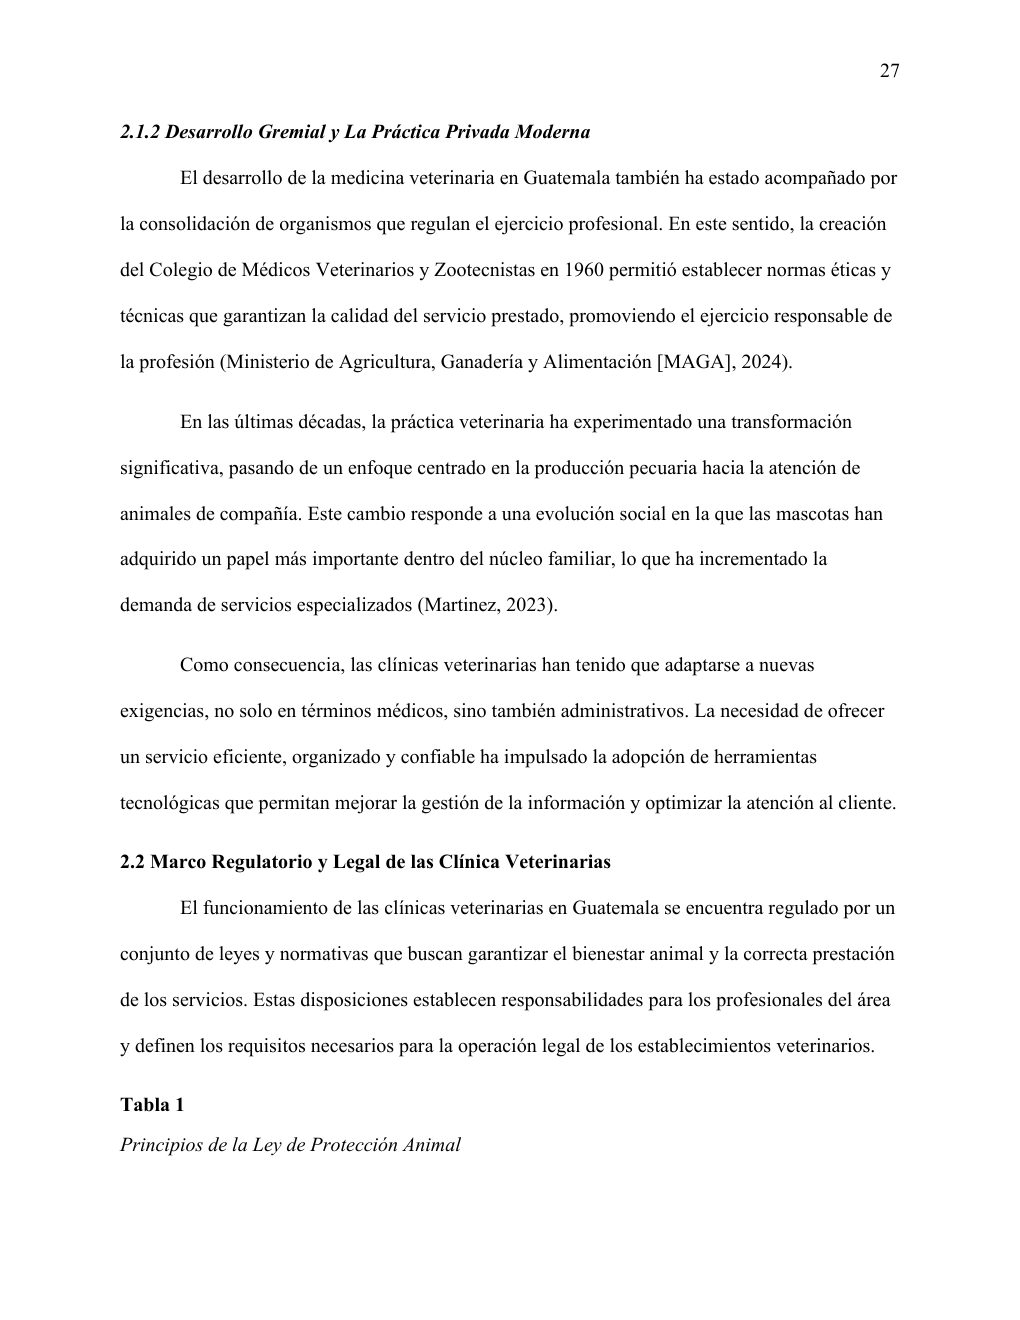 27
2.1.2 Desarrollo Gremial y La Práctica Privada Moderna
El desarrollo de la medicina veterinaria en Guatemala también ha estado acompañado por
la consolidación de organismos que regulan el ejercicio profesional. En este sentido, la creación
del Colegio de Médicos Veterinarios y Zootecnistas en 1960 permitió establecer normas éticas y
técnicas que garantizan la calidad del servicio prestado, promoviendo el ejercicio responsable de
la profesión (Ministerio de Agricultura, Ganadería y Alimentación [MAGA], 2024).
En las últimas décadas, la práctica veterinaria ha experimentado una transformación
significativa, pasando de un enfoque centrado en la producción pecuaria hacia la atención de
animales de compañía. Este cambio responde a una evolución social en la que las mascotas han
adquirido un papel más importante dentro del núcleo familiar, lo que ha incrementado la
demanda de servicios especializados (Martinez, 2023).
Como consecuencia, las clínicas veterinarias han tenido que adaptarse a nuevas
exigencias, no solo en términos médicos, sino también administrativos. La necesidad de ofrecer
un servicio eficiente, organizado y confiable ha impulsado la adopción de herramientas
tecnológicas que permitan mejorar la gestión de la información y optimizar la atención al cliente.
2.2 Marco Regulatorio y Legal de las Clínica Veterinarias
El funcionamiento de las clínicas veterinarias en Guatemala se encuentra regulado por un
conjunto de leyes y normativas que buscan garantizar el bienestar animal y la correcta prestación
de los servicios. Estas disposiciones establecen responsabilidades para los profesionales del área
y definen los requisitos necesarios para la operación legal de los establecimientos veterinarios.
Tabla 1
Principios de la Ley de Protección Animal